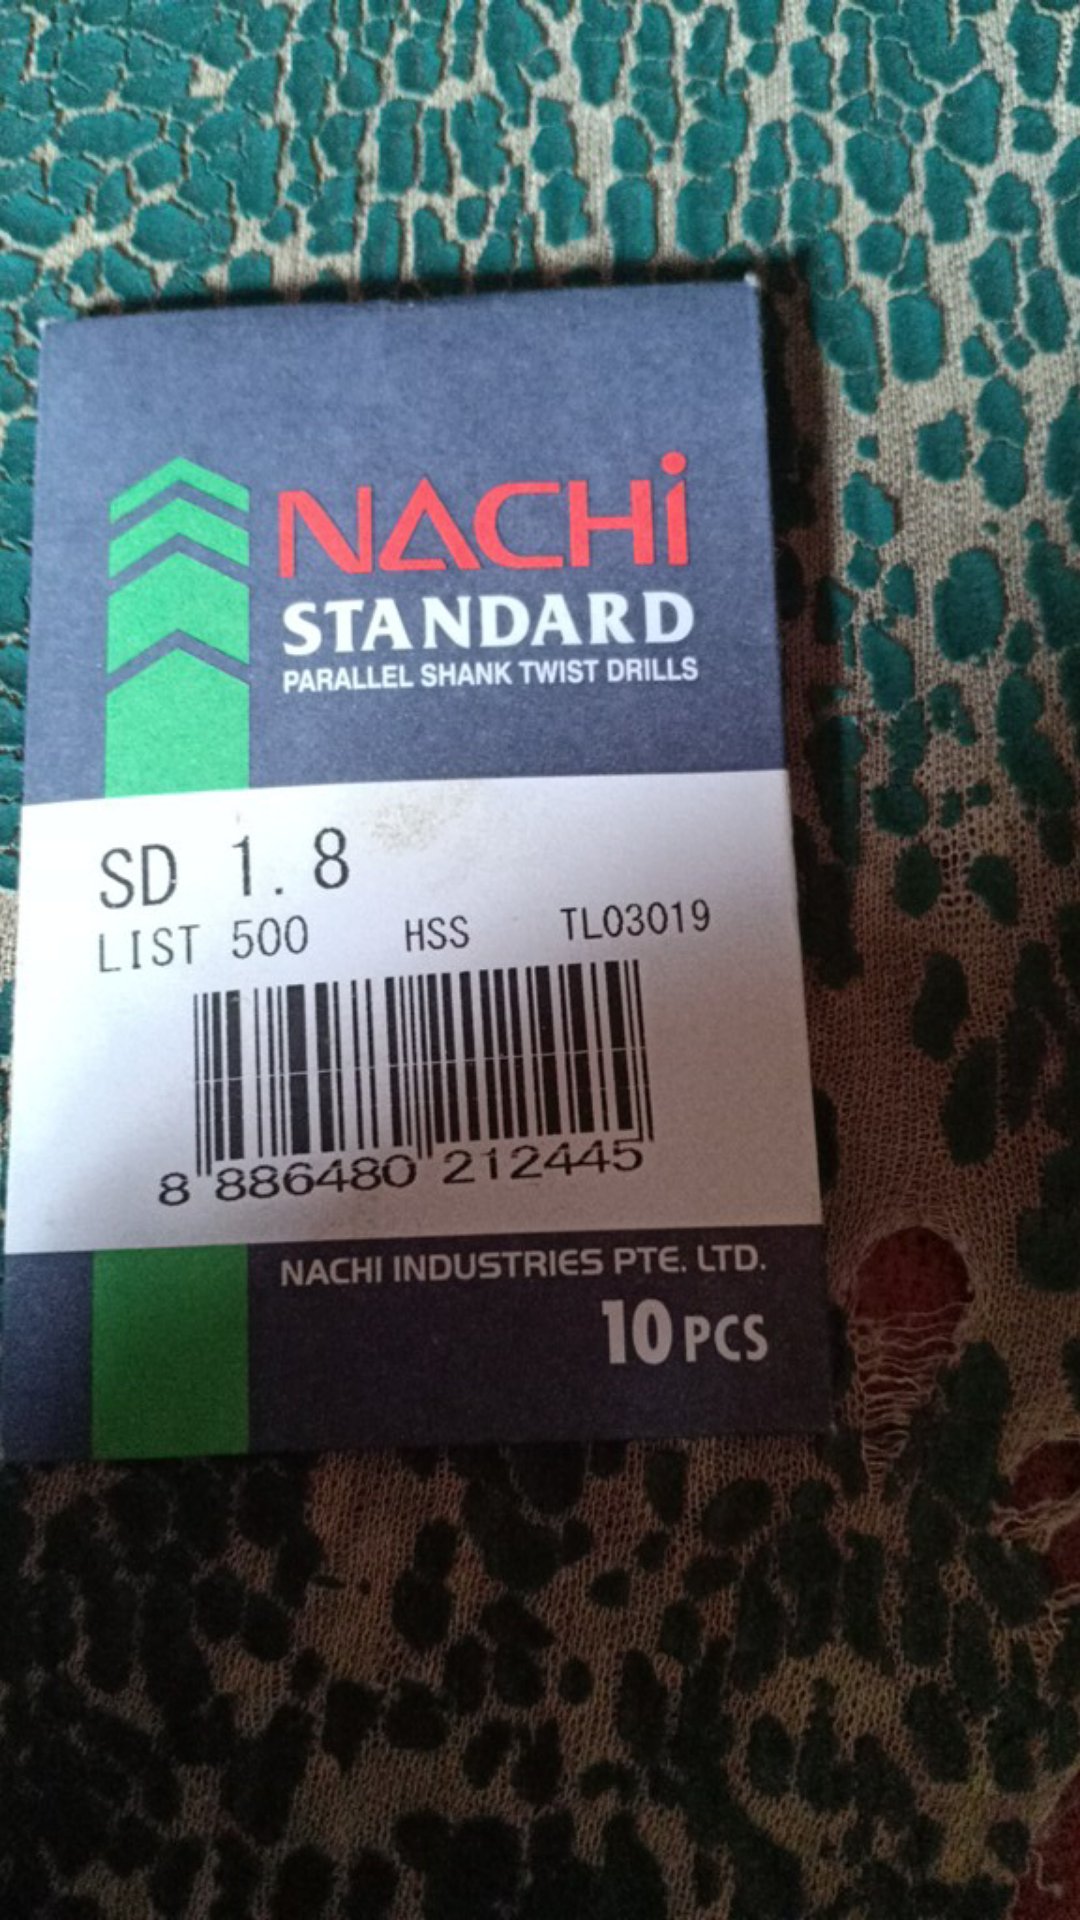 NACHi
STANDARD
PARALLEL SHANK TWIST DRILLS
SD 1.8
LIST 500 HSS TL03019
8 886480 212445
NACHI INDUSTRIES PTE. LTD.
10 PCS